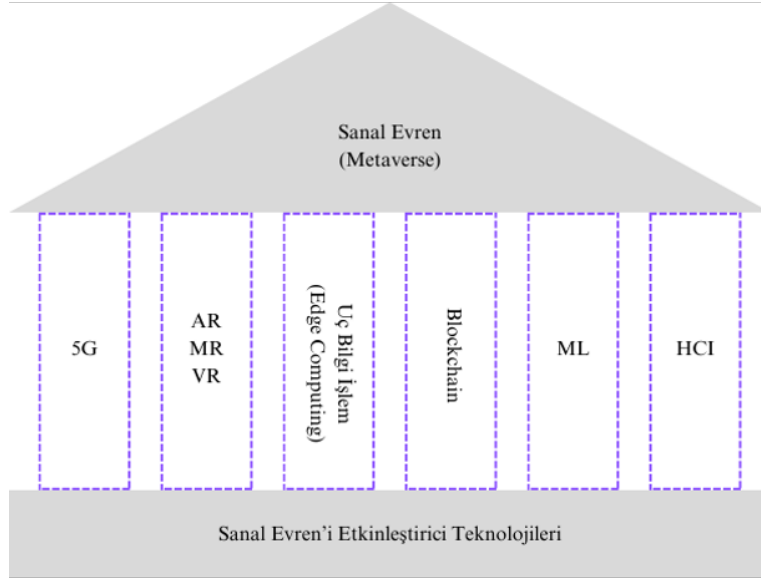 Sanal Evren
(Metaverse)
5G
AR
MR
VR
Uç Bilgi İşlem
(Edge Computing)
Blockchain
ML
HCI
Sanal Evren’i Etkinleştirici Teknolojileri